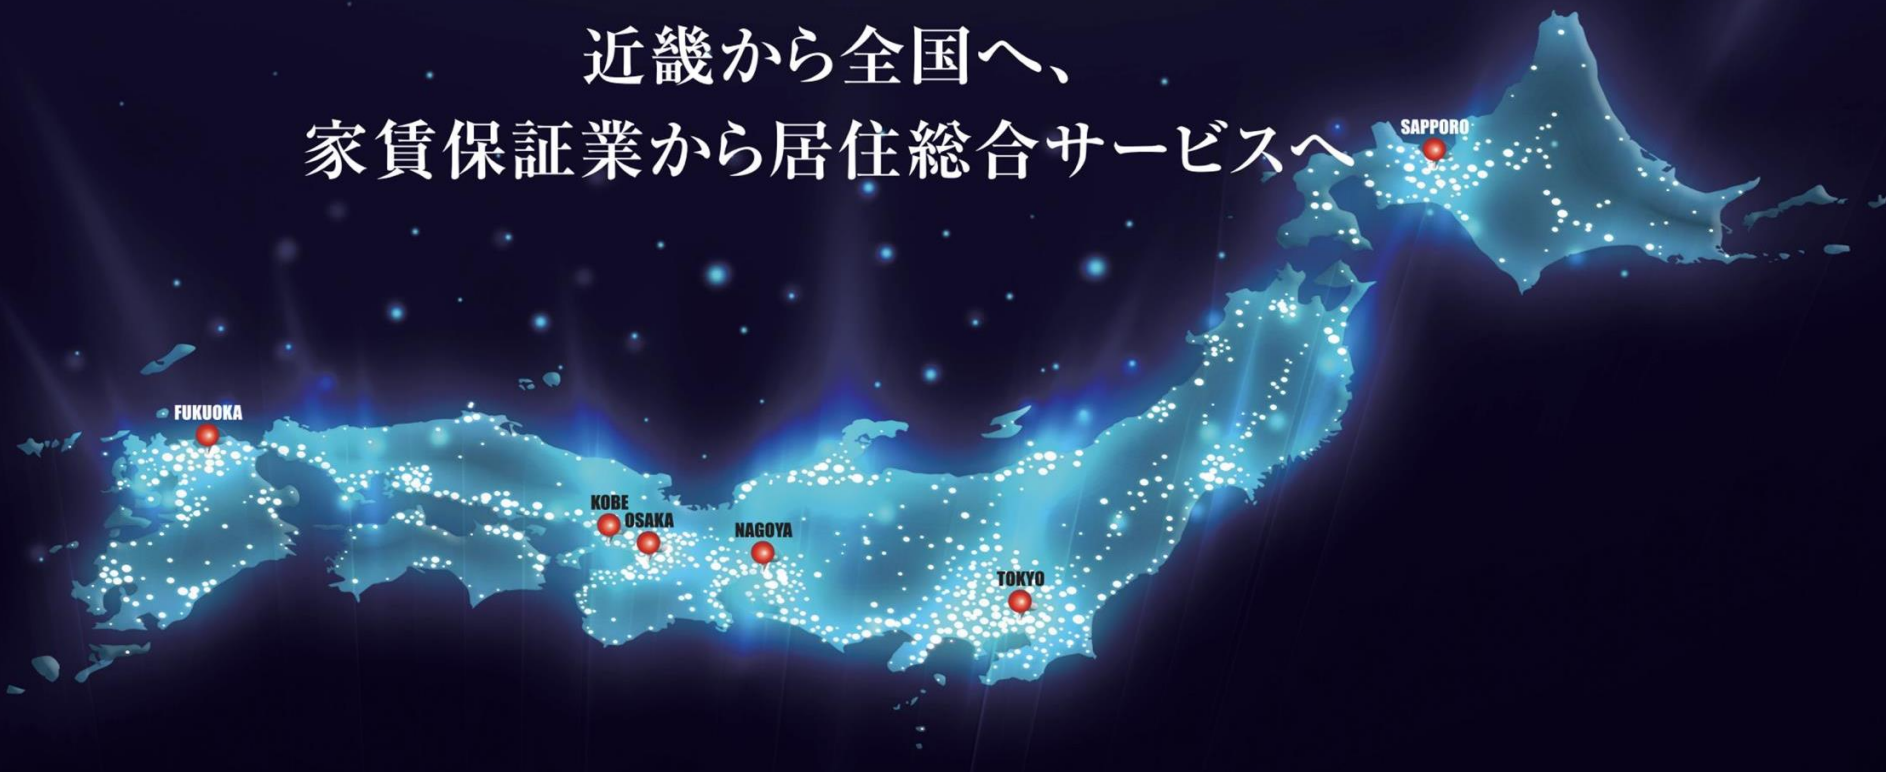 近畿から全国へ、
家賃保証業から居住総合サービスへ
SAPPORO
FUKUOKA
KOBE
OSAKA
NAGOYA
TOKYO